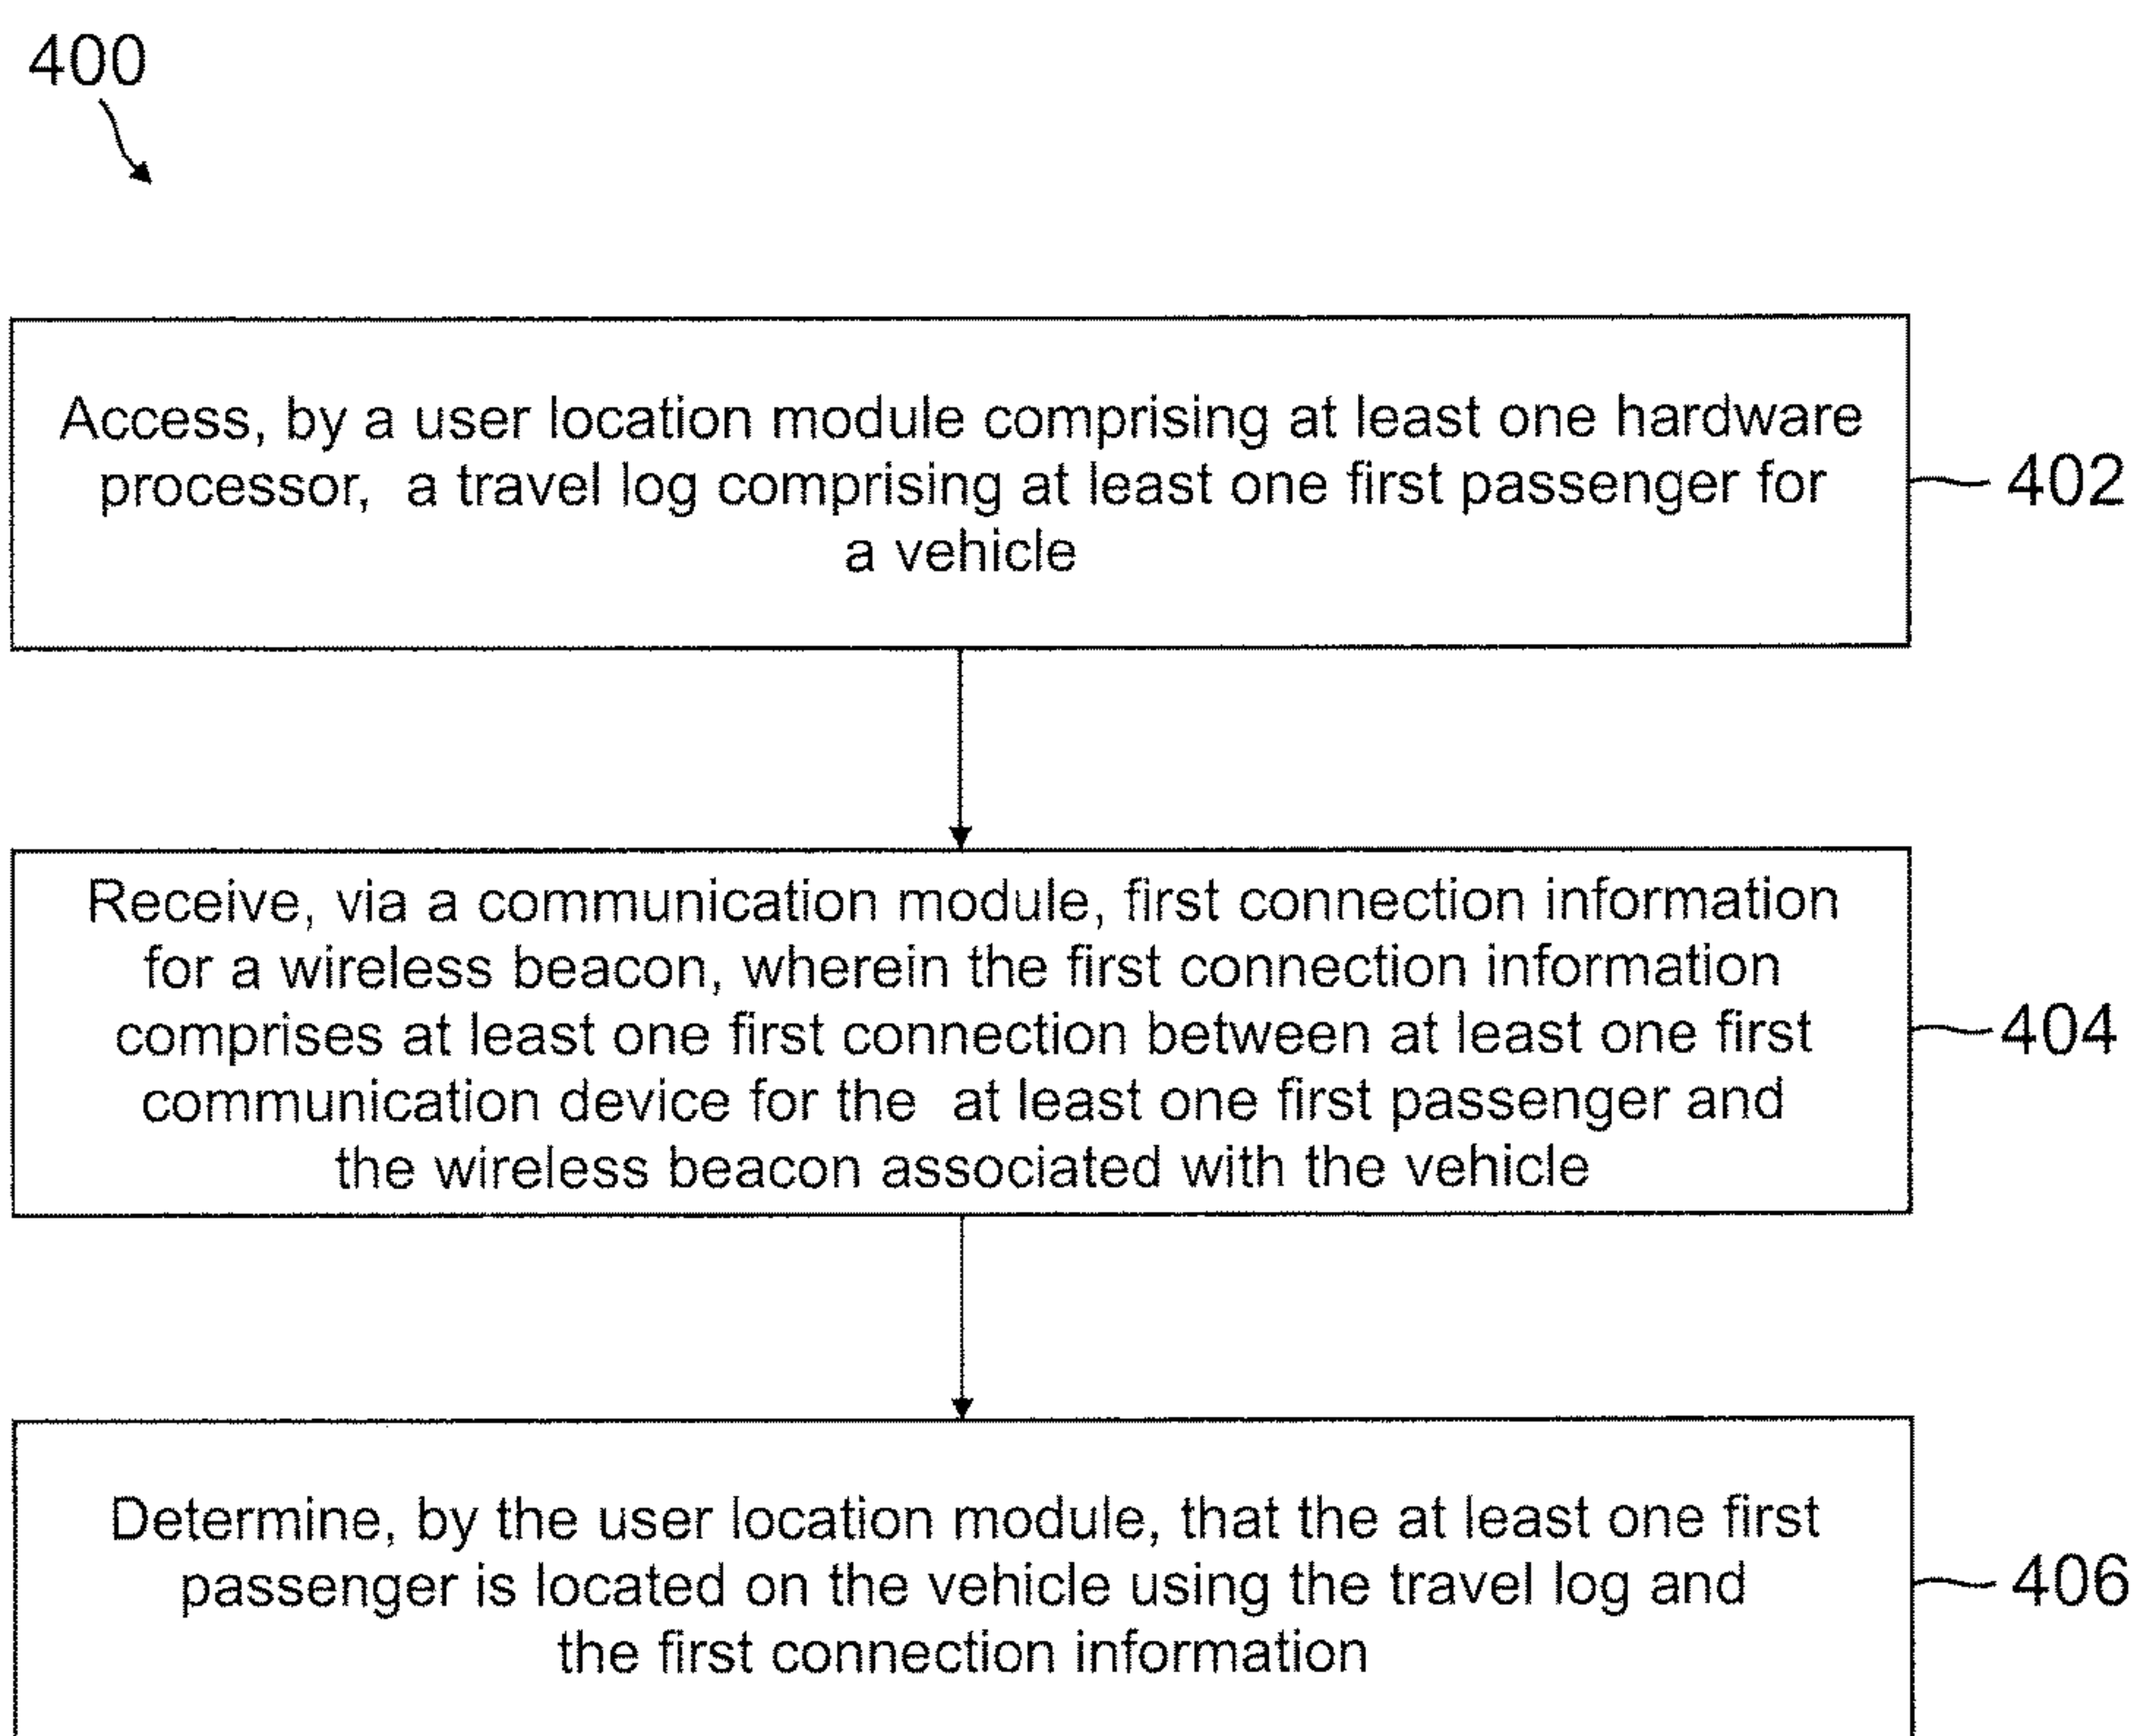 400
Access, by a user location module comprising at least one hardware
processor, a travel log comprising at least one first passenger for
a vehicle
402
Receive, via a communication module, first connection information
for a wireless beacon, wherein the first connection information
comprises at least one first connection between at least one first
communication device for the at least one first passenger and
the wireless beacon associated with the vehicle
404
Determine, by the user location module, that the at least one first
passenger is located on the vehicle using the travel log and
the first connection information
406